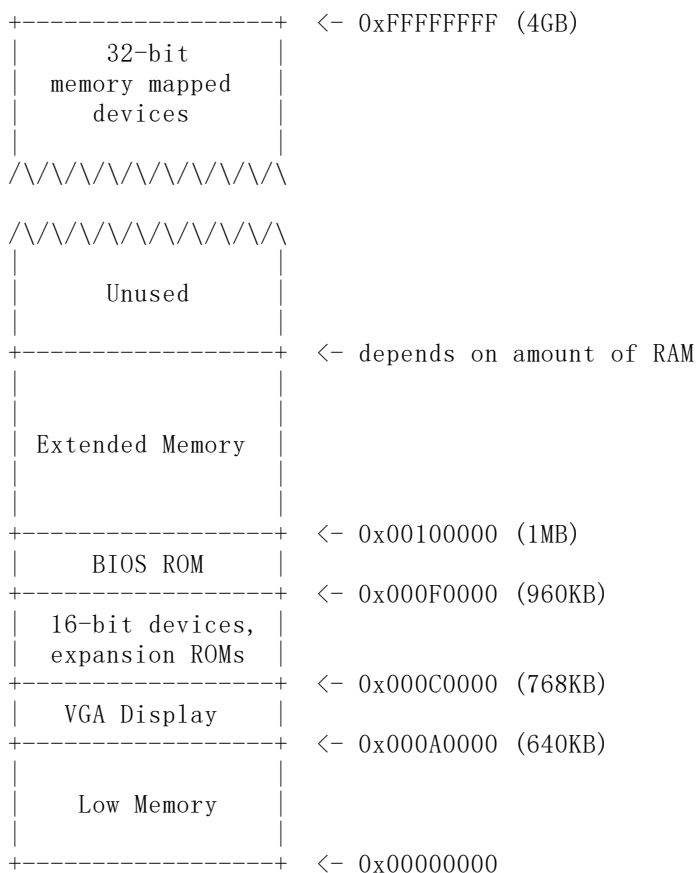 +------------------+  <- 0xFFFFFFFF (4GB)
|      32-bit      |
|  memory mapped   |
|     devices      |
|                  |
/\/\/\/\/\/\/\/\/\/\

/\/\/\/\/\/\/\/\/\/\
|                  |
|      Unused      |
|                  |
+------------------+  <- depends on amount of RAM
|                  |
|                  |
| Extended Memory  |
|                  |
|                  |
+------------------+  <- 0x00100000 (1MB)
|     BIOS ROM     |
+------------------+  <- 0x000F0000 (960KB)
|  16-bit devices, |
|  expansion ROMs  |
+------------------+  <- 0x000C0000 (768KB)
|   VGA Display    |
+------------------+  <- 0x000A0000 (640KB)
|                  |
|    Low Memory    |
|                  |
+------------------+  <- 0x00000000